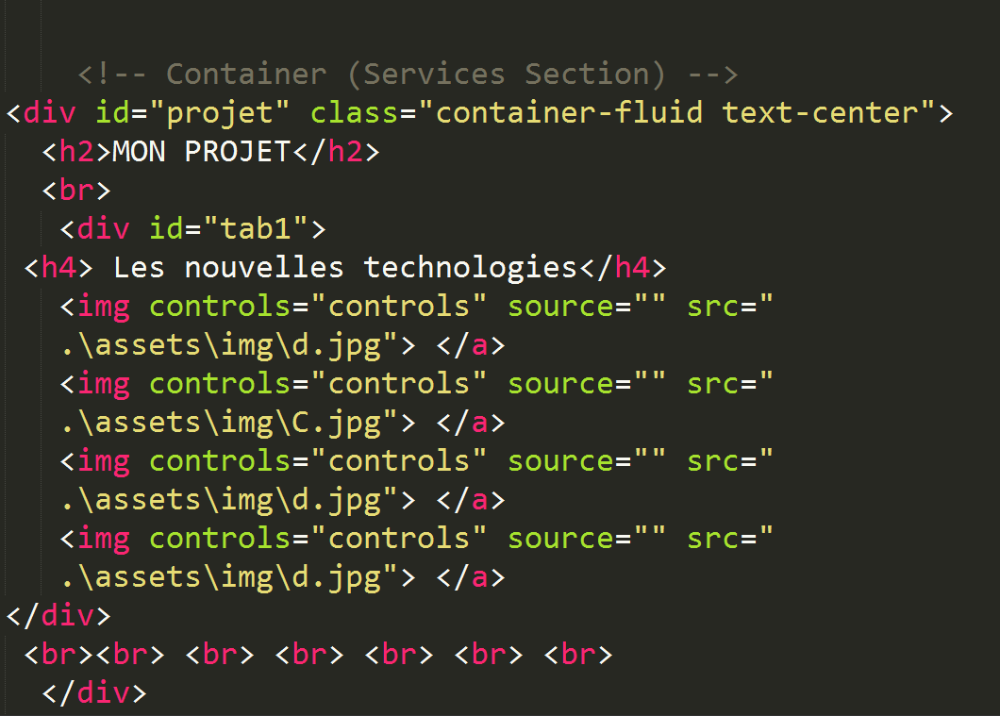 <!-- Container (Services Section) -->
<div id="projet" class="container-fluid text-center">
<h2>MON PROJET</h2>
<br>
<div id="tab1">
<h4> Les nouvelles technologies</h4>
<img controls="controls" source="" src="
.\assets\img\d.jpg"> </a>
<img controls="controls" source="" src="
.\assets\img\C.jpg"> </a>
<img controls="controls" source="" src="
.\assets\img\d.jpg"> </a>
<img controls="controls" source="" src="
.\assets\img\d.jpg"> </a>
</div>
<br><br> <br> <br> <br> <br> <br>
</div>